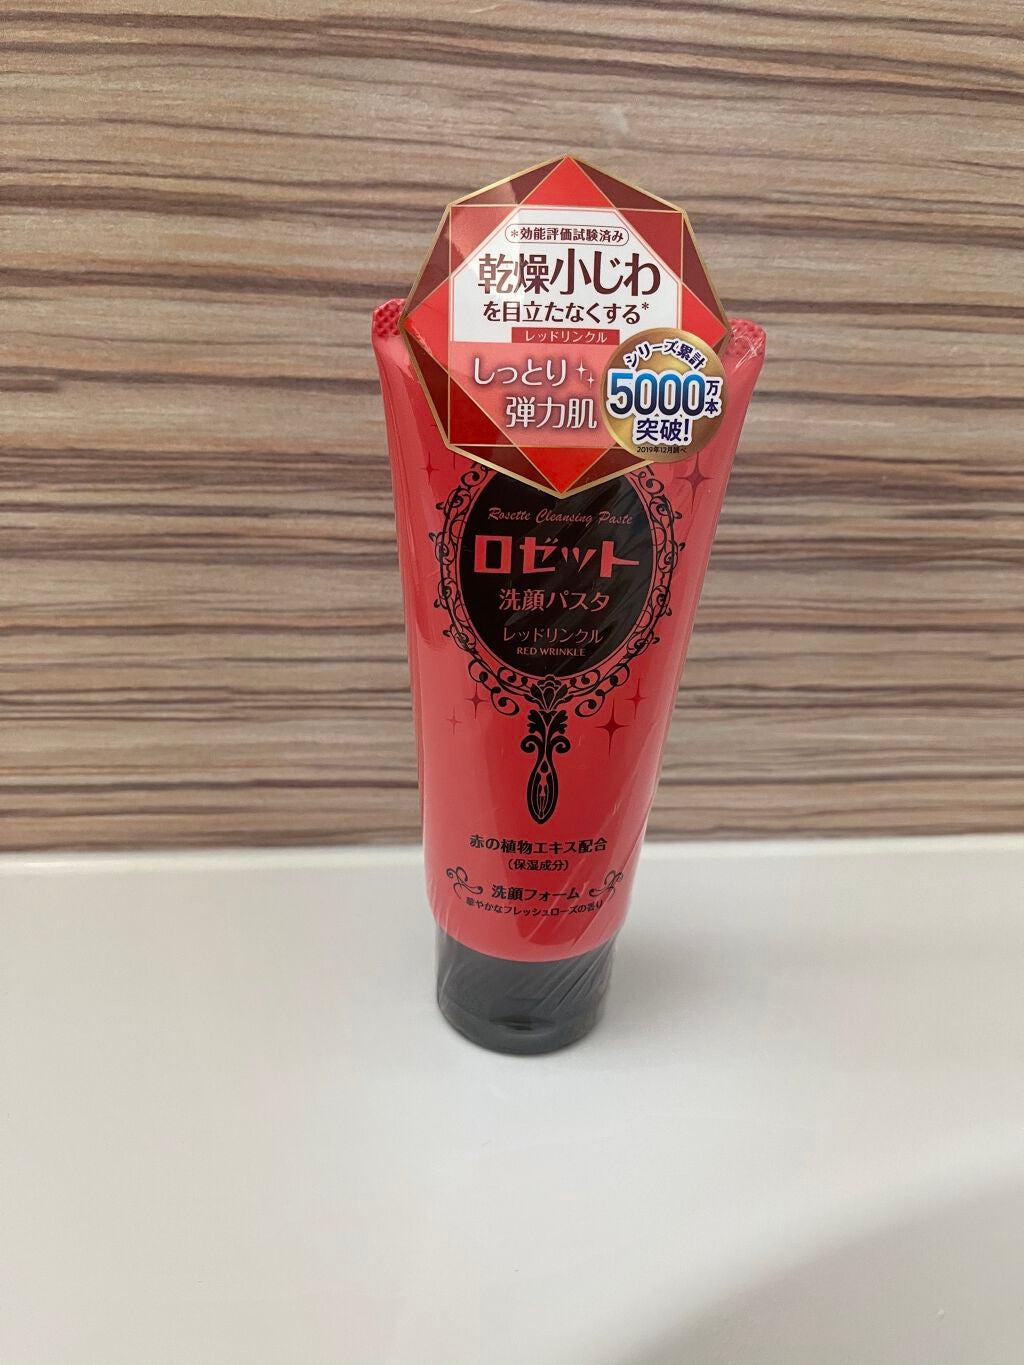 *効能評価試験済み
乾燥小じわ
を目立たなくする*
レッドリンクル
しっとり
弾力肌
シリーズ累計
5000万本
突破!
2019年12月調べ
Rosette Cleansing Paste
ロゼット
洗顔パスタ
レッドリンクル
RED WRINKLE
赤の植物エキス配合
(保湿成分)
洗顔フォーム
華やかなフレッシュローズの香り